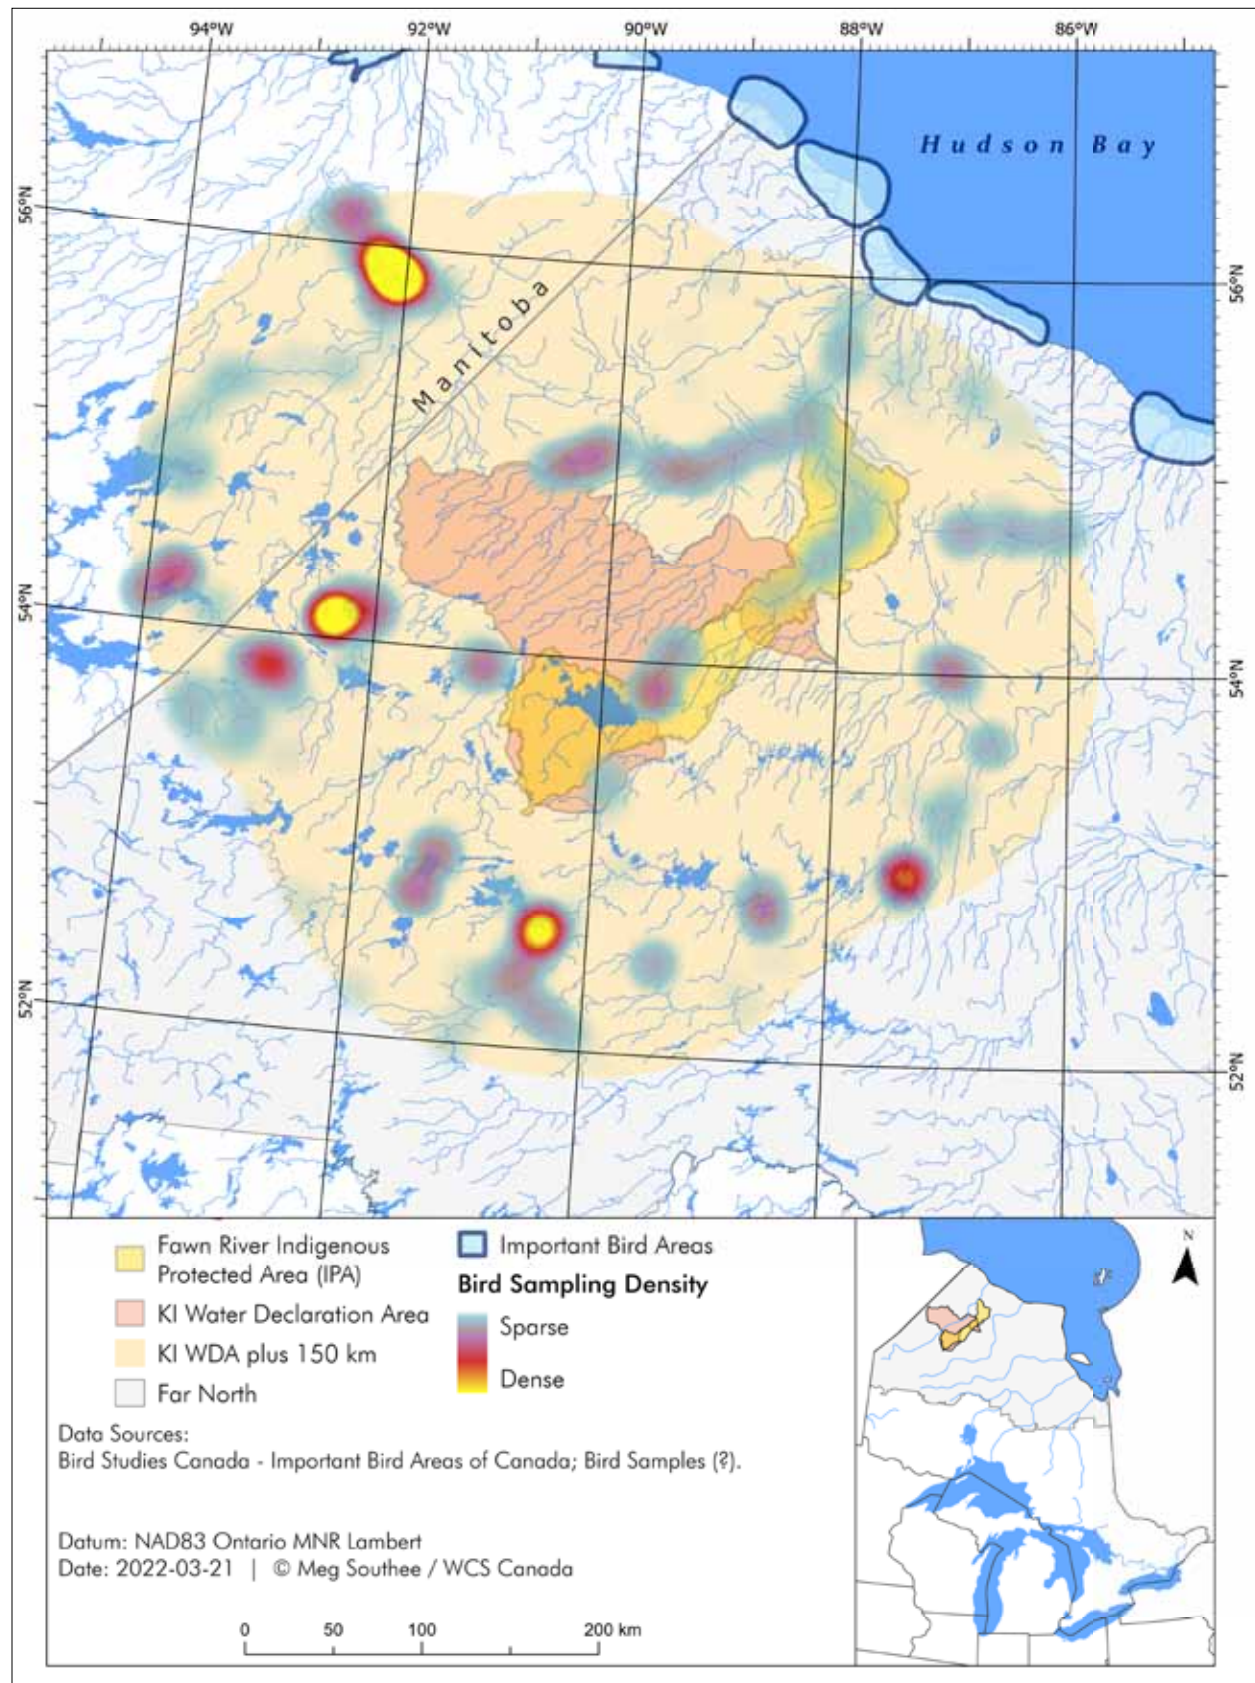 94°W 92°W 90°W 88°W 86°W
Hudson Bay
56°N
56°N
Manitoba
54°N
54°N
52°N
52°N
Fawn River Indigenous
Protected Area (IPA)
KI Water Declaration Area
KI WDA plus 150 km
Far North
Important Bird Areas
Bird Sampling Density
Sparse
Dense
N
Data Sources:
Bird Studies Canada - Important Bird Areas of Canada; Bird Samples (?).
Datum: NAD83 Ontario MNR Lambert
Date: 2022-03-21 | © Meg Southee / WCS Canada
0 50 100 200 km